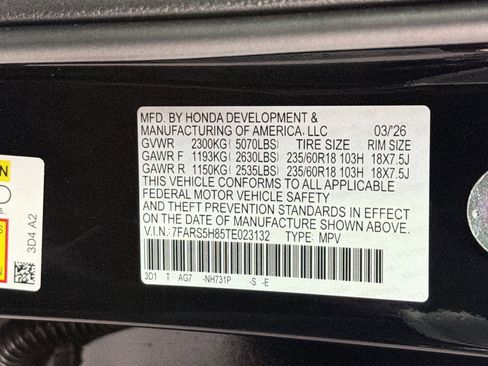 MFD. BY HONDA DEVELOPMENT &
MANUFACTURING OF AMERICA, LLC 03/'26
GVWR 2300KG( 5070LBS) TIRE SIZE RIM SIZE
GAWR F 1193KG( 2630LBS) 235/60R18 103H 18X7.5J
GAWR R 1150KG( 2535LBS) 235/60R18 103H 18X7.5J
THIS VEHICLE CONFORMS TO ALL APPLICABLE
FEDERAL MOTOR VEHICLE SAFETY, BUMPER,
AND THEFT PREVENTION STANDARDS IN EFFECT
ON THE DATE OF MANUFACTURE SHOWN ABOVE.
V.I.N: 7FARS5H85TE023132 TYPE: MPV
3D1 T AG7 -NH731P -S -E
3D4 A2